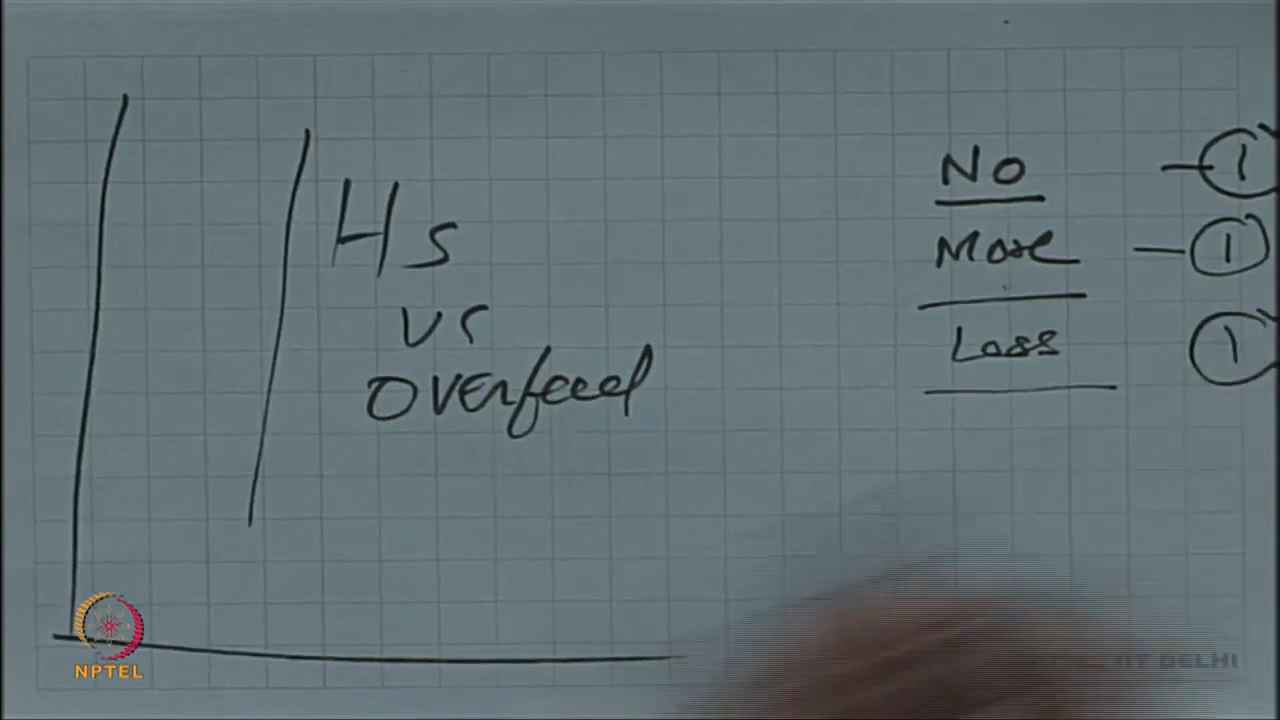 Hs
vs
overfeed
No — 1
More — 1
Loss 1
NPTEL
IIT DELHI